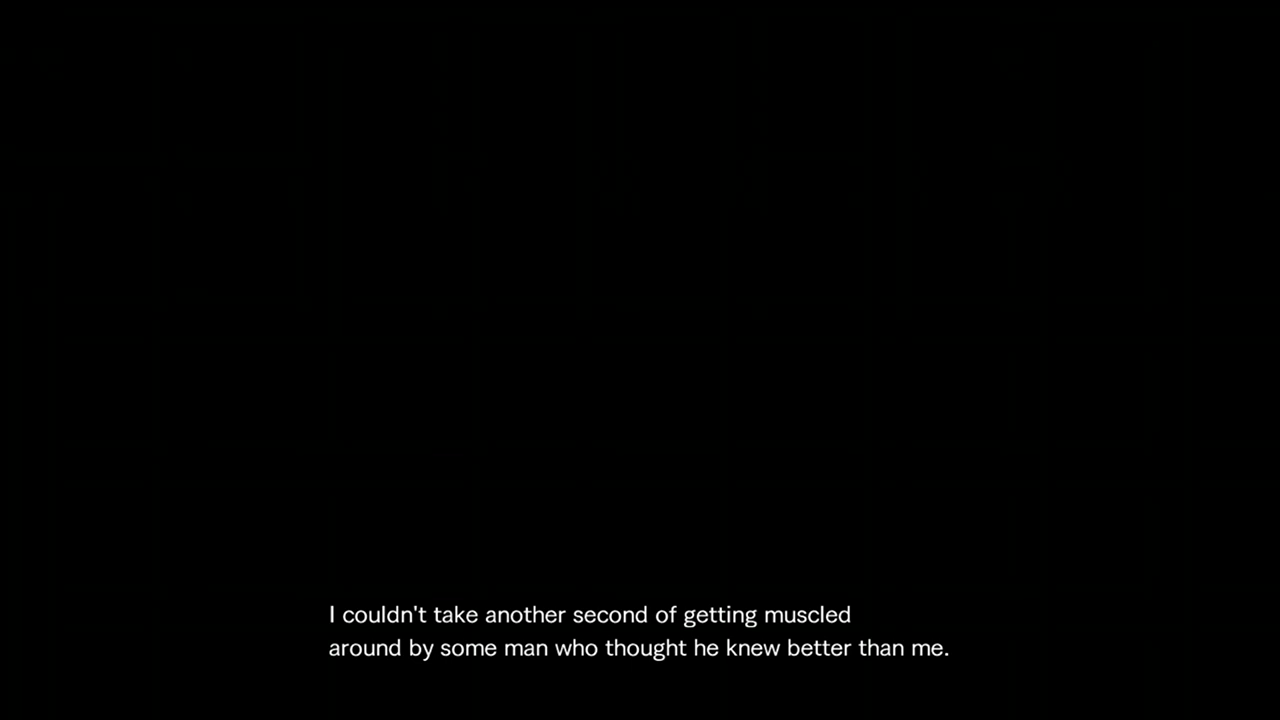 I couldn't take another second of getting muscled
around by some man who thought he knew better than me.